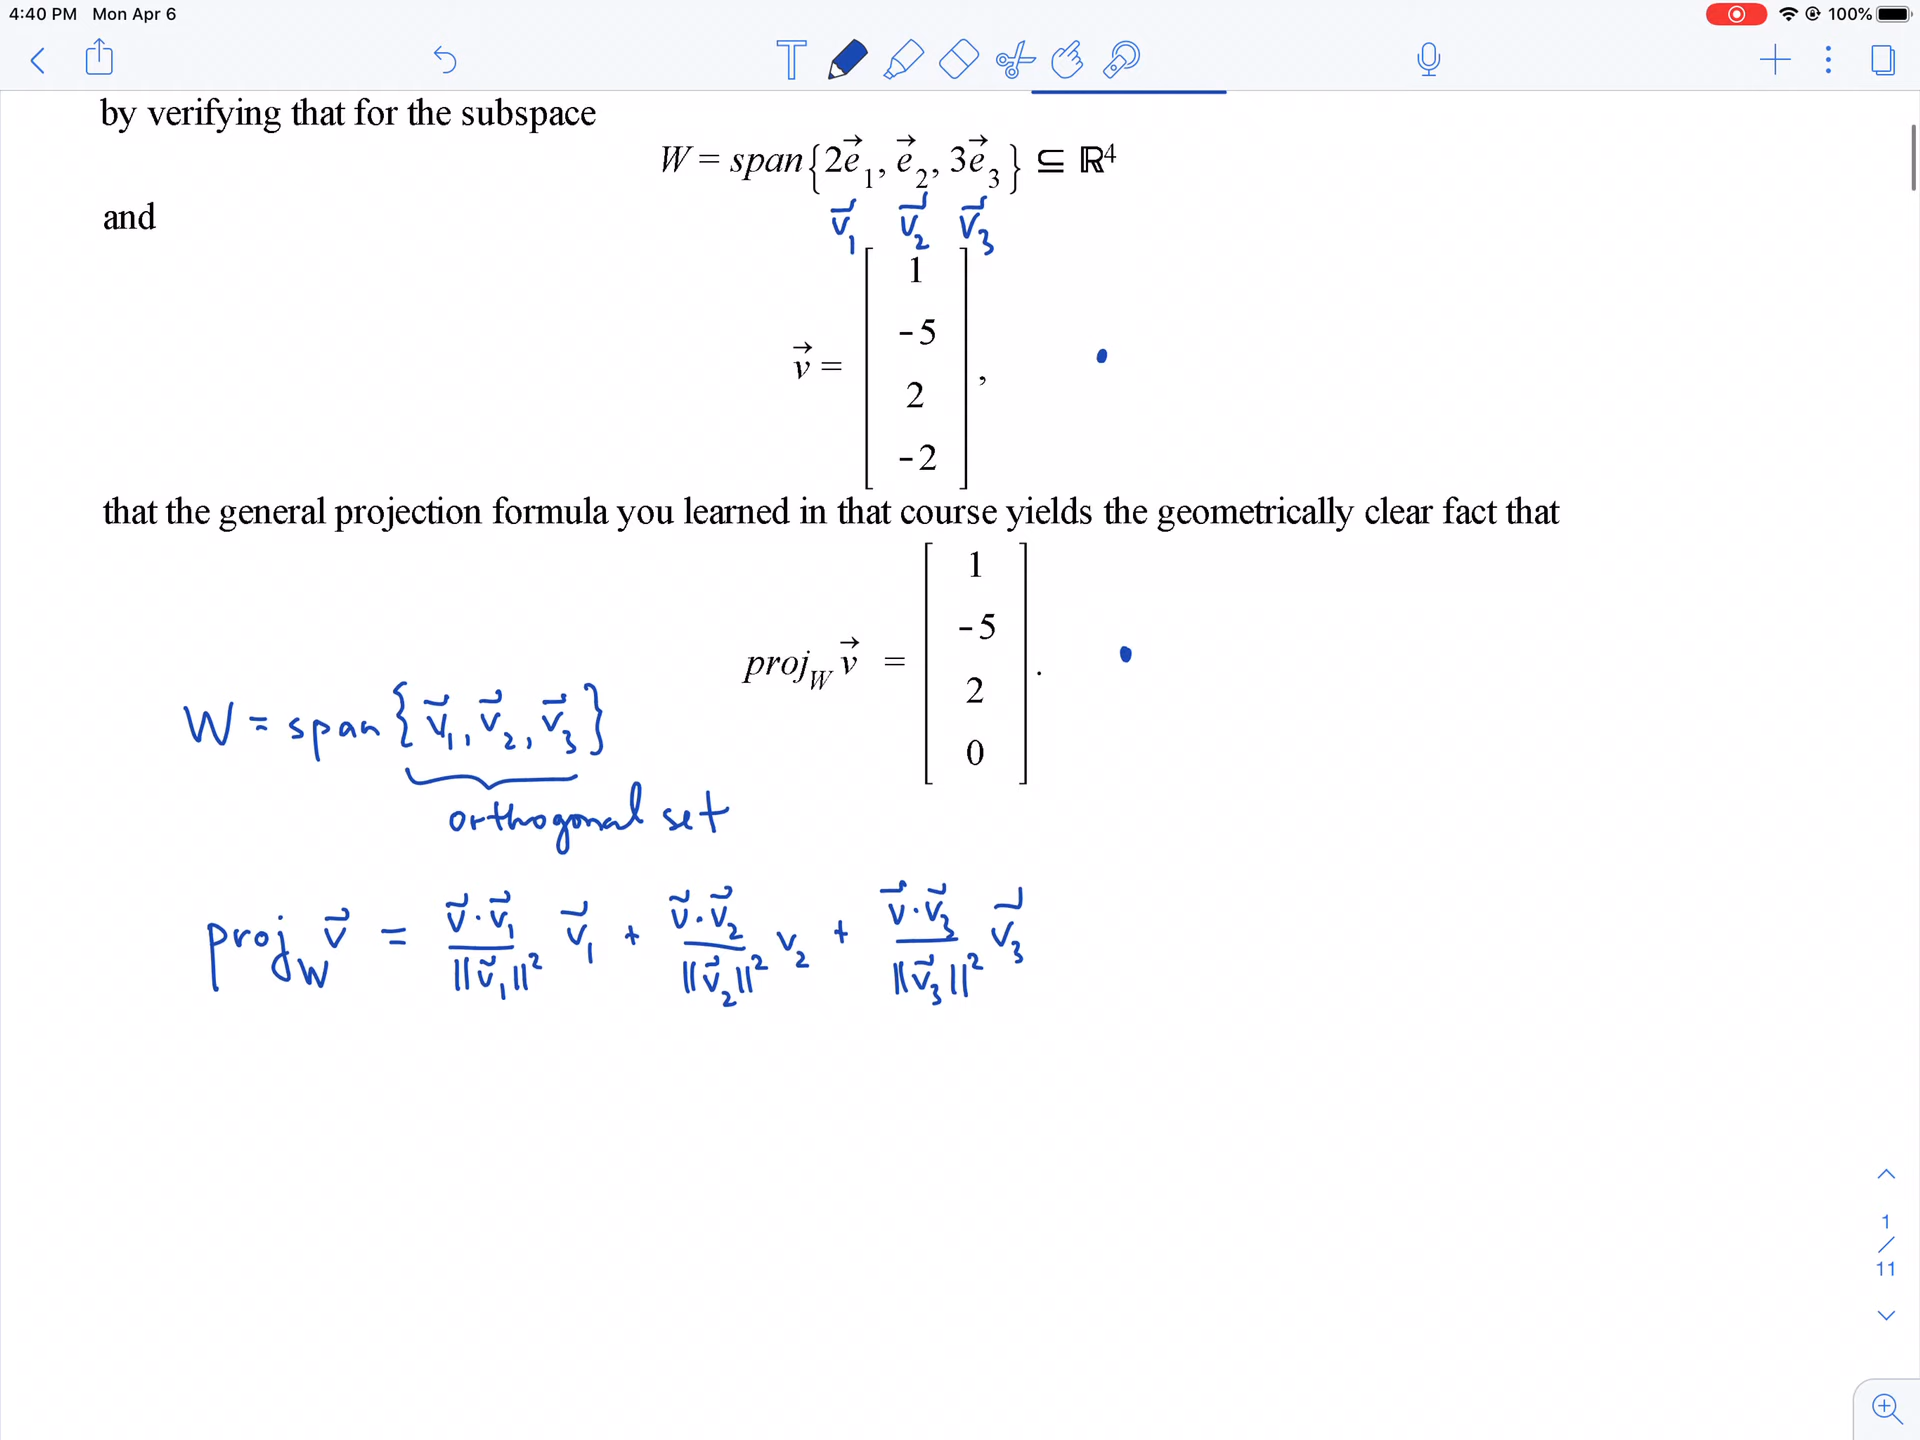 4:40 PM Mon Apr 6 100%
T
by verifying that for the subspace
W = span{2e⃗₁, e⃗₂, 3e⃗₃} ⊆ ℝ⁴
and
v⃗₁ v⃗₂ v⃗₃
1
-5
v⃗ = ,
2
-2
that the general projection formula you learned in that course yields the geometrically clear fact that
1
-5
proj_W v⃗ = .
2
0
W = span{v⃗₁, v⃗₂, v⃗₃}
orthogonal set
proj_W v⃗ = (v⃗·v⃗₁)/||v⃗₁||² v⃗₁ + (v⃗·v⃗₂)/||v⃗₂||² v₂ + (v⃗·v⃗₃)/||v⃗₃||² v⃗₃
1
/
11